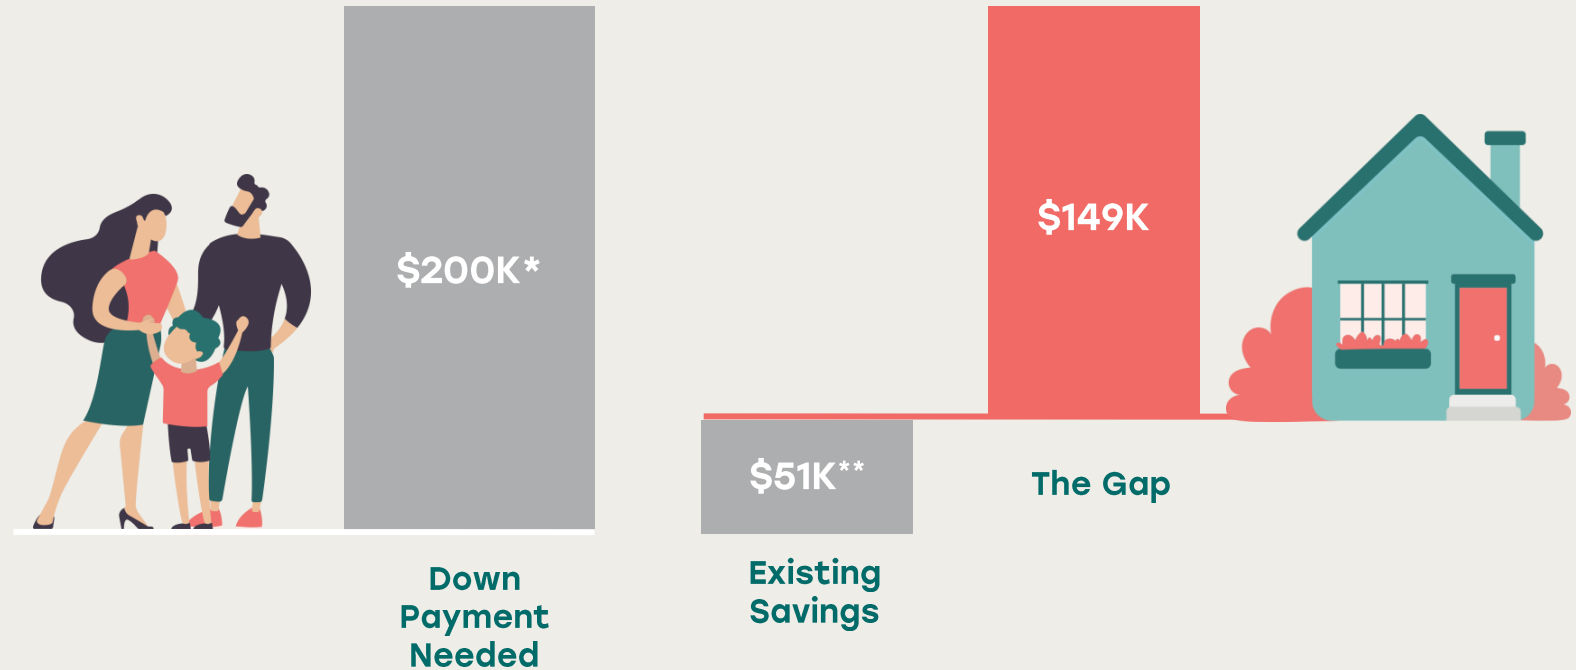 $200K*
Down
Payment
Needed
$51K**
Existing
Savings
$149K
The Gap